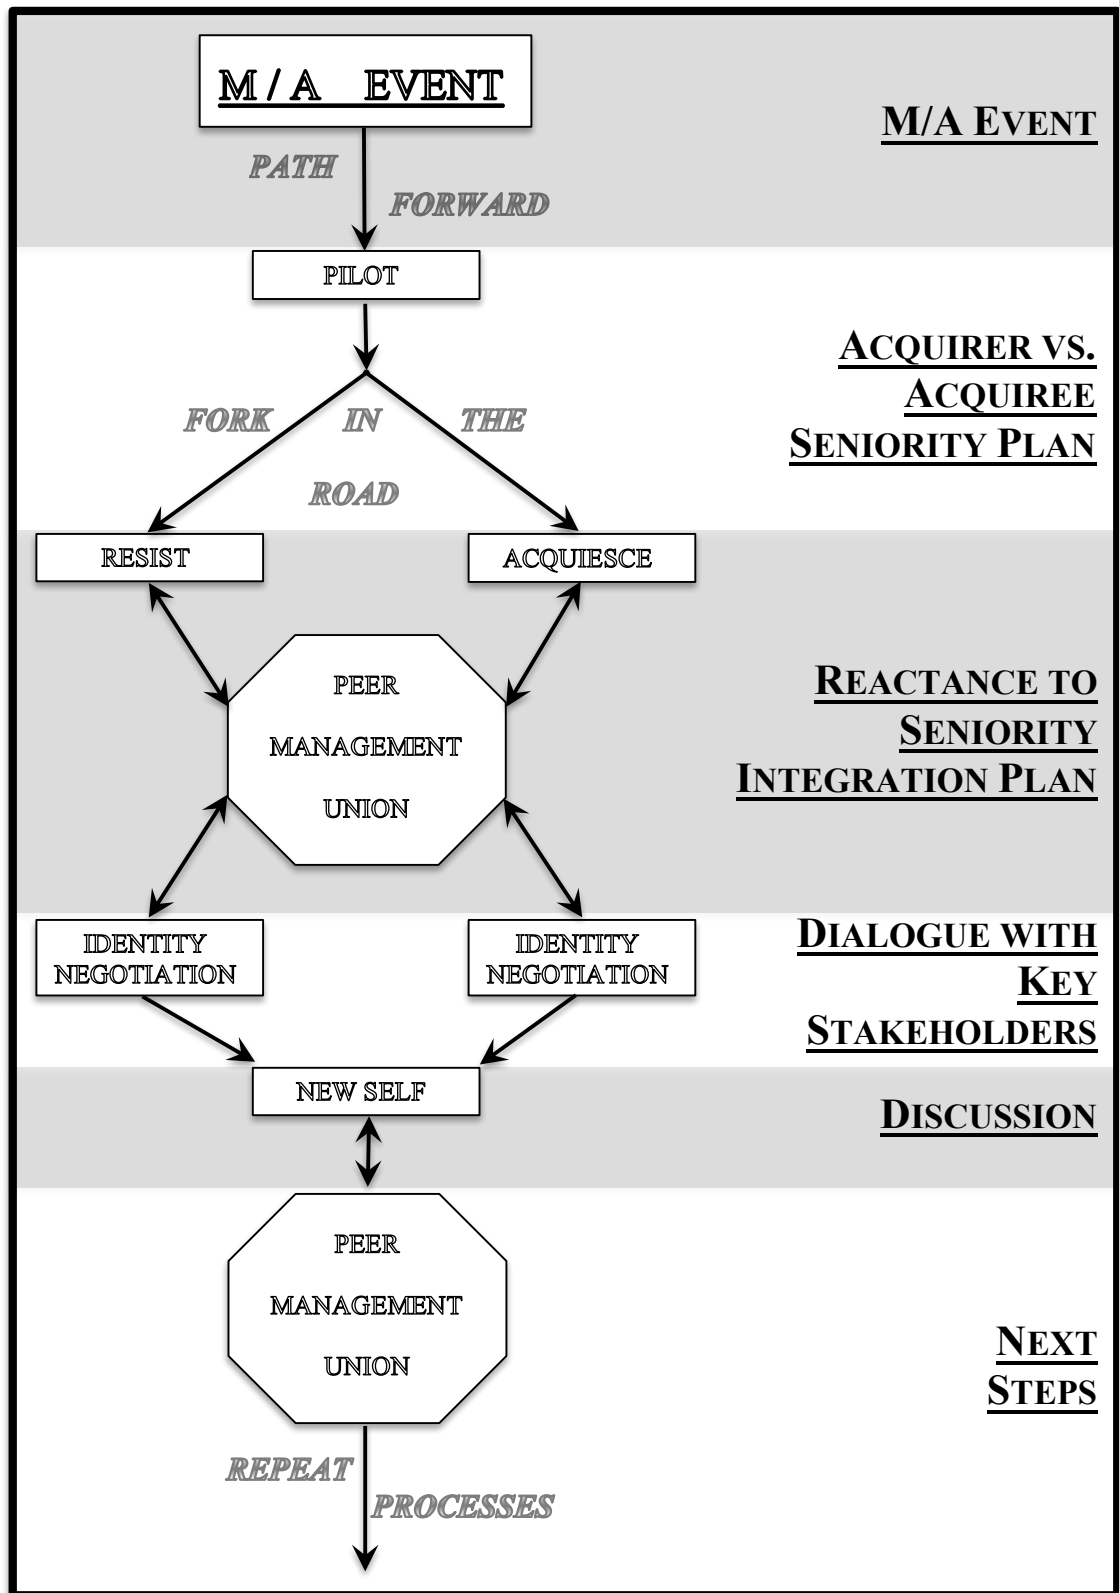 M / A EVENT
M/A EVENT
PATH
FORWARD
PILOT
ACQUIRER VS.
ACQUIREE
SENIORITY PLAN
FORK IN THE
ROAD
RESIST
ACQUIESCE
PEER
MANAGEMENT
UNION
REACTANCE TO
SENIORITY
INTEGRATION PLAN
IDENTITY
NEGOTIATION
IDENTITY
NEGOTIATION
DIALOGUE WITH
KEY
STAKEHOLDERS
NEW SELF
DISCUSSION
PEER
MANAGEMENT
UNION
NEXT
STEPS
REPEAT
PROCESSES